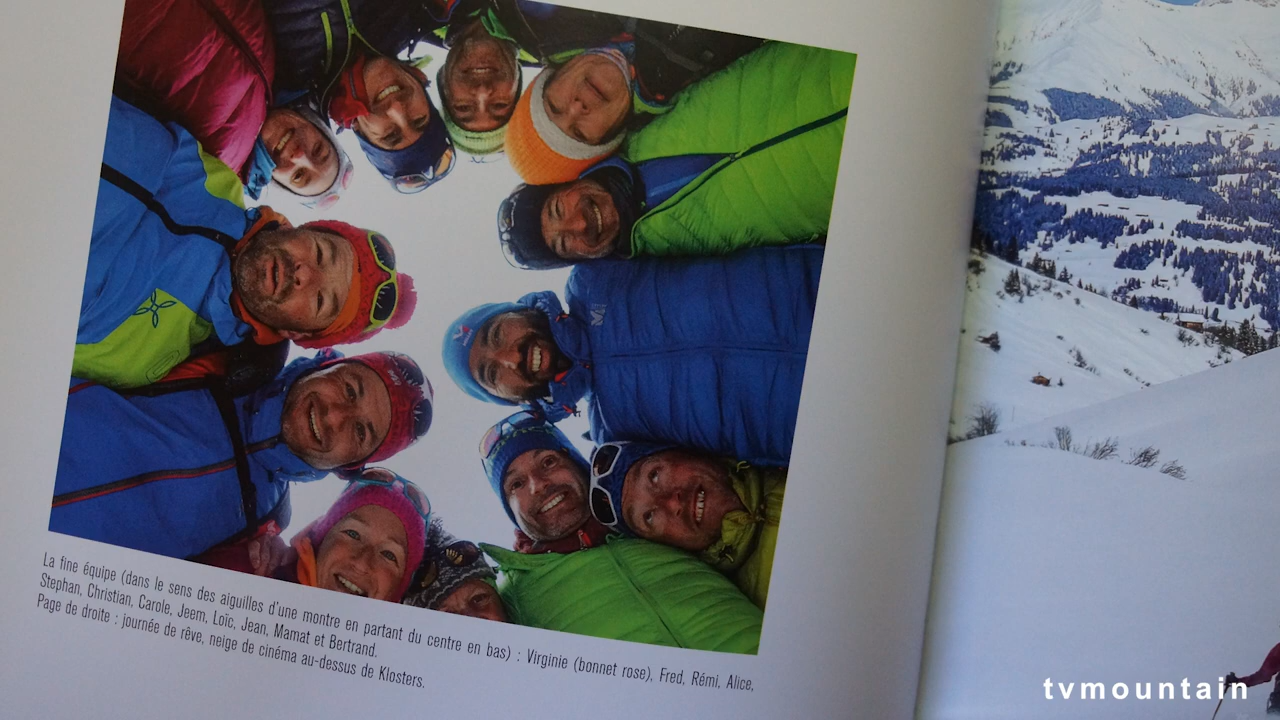 La fine équipe (dans le sens des aiguilles d'une montre en partant du centre en bas) : Virginie (bonnet rose), Fred, Rémi, Alice,
Stephan, Christian, Carole, Jeem, Loïc, Jean, Mamat et Bertrand.
Page de droite : journée de rêve, neige de cinéma au-dessus de Klosters.
tvmountain